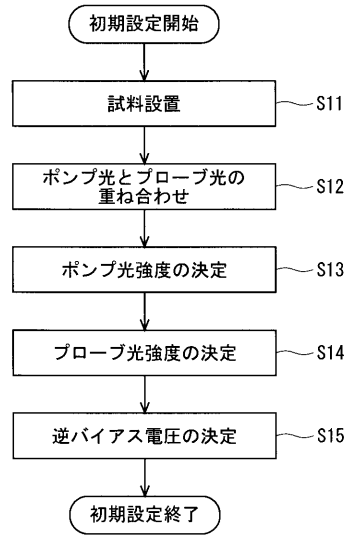 初期設定開始
試料設置
S11
ポンプ光とプローブ光の
重ね合わせ
S12
ポンプ光強度の決定
S13
プローブ光強度の決定
S14
逆バイアス電圧の決定
S15
初期設定終了